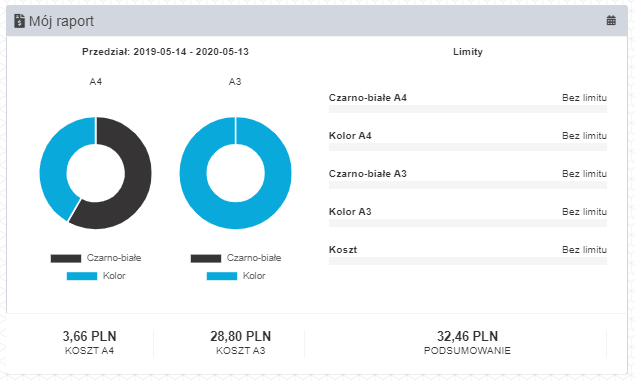 Mój raport
Przedział: 2019-05-14 - 2020-05-13
Limity
A4
A3
Czarno-białe
Kolor
Czarno-białe
Kolor
Czarno-białe A4 Bez limitu
Kolor A4 Bez limitu
Czarno-białe A3 Bez limitu
Kolor A3 Bez limitu
Koszt Bez limitu
3,66 PLN
KOSZT A4
28,80 PLN
KOSZT A3
32,46 PLN
PODSUMOWANIE